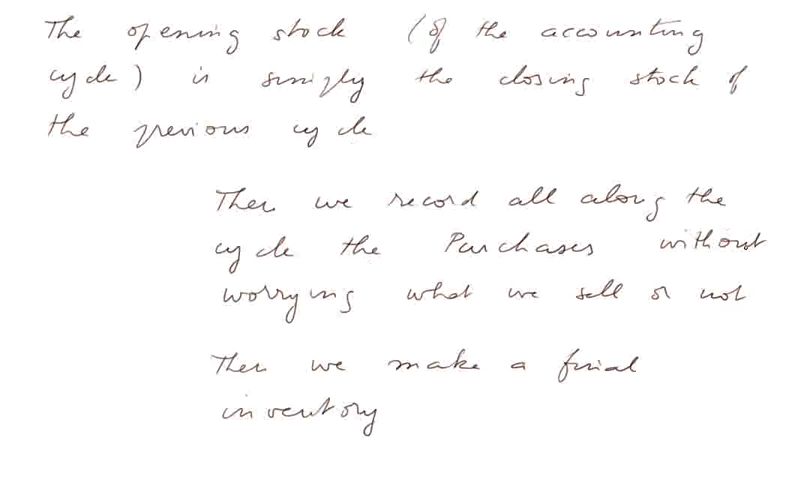 The opening stock (of the accounting
cycle) is simply the closing stock of
the previous cycle
Then we record all along the
cycle the Purchases without
worrying what we sell or not
Then we make a final
inventory